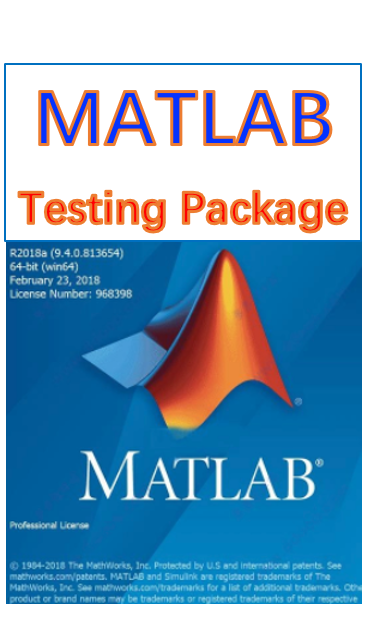 MATLAB
Testing Package
R2018a (9.4.0.813654)
64-bit (win64)
February 23, 2018
License Number: 968398
®
MATLAB®
Professional License
© 1984-2018 The MathWorks, Inc. Protected by U.S and international patents. See
mathworks.com/patents. MATLAB and Simulink are registered trademarks of The
MathWorks, Inc. See mathworks.com/trademarks for a list of additional trademarks. Othe
product or brand names may be trademarks or registered trademarks of their respective